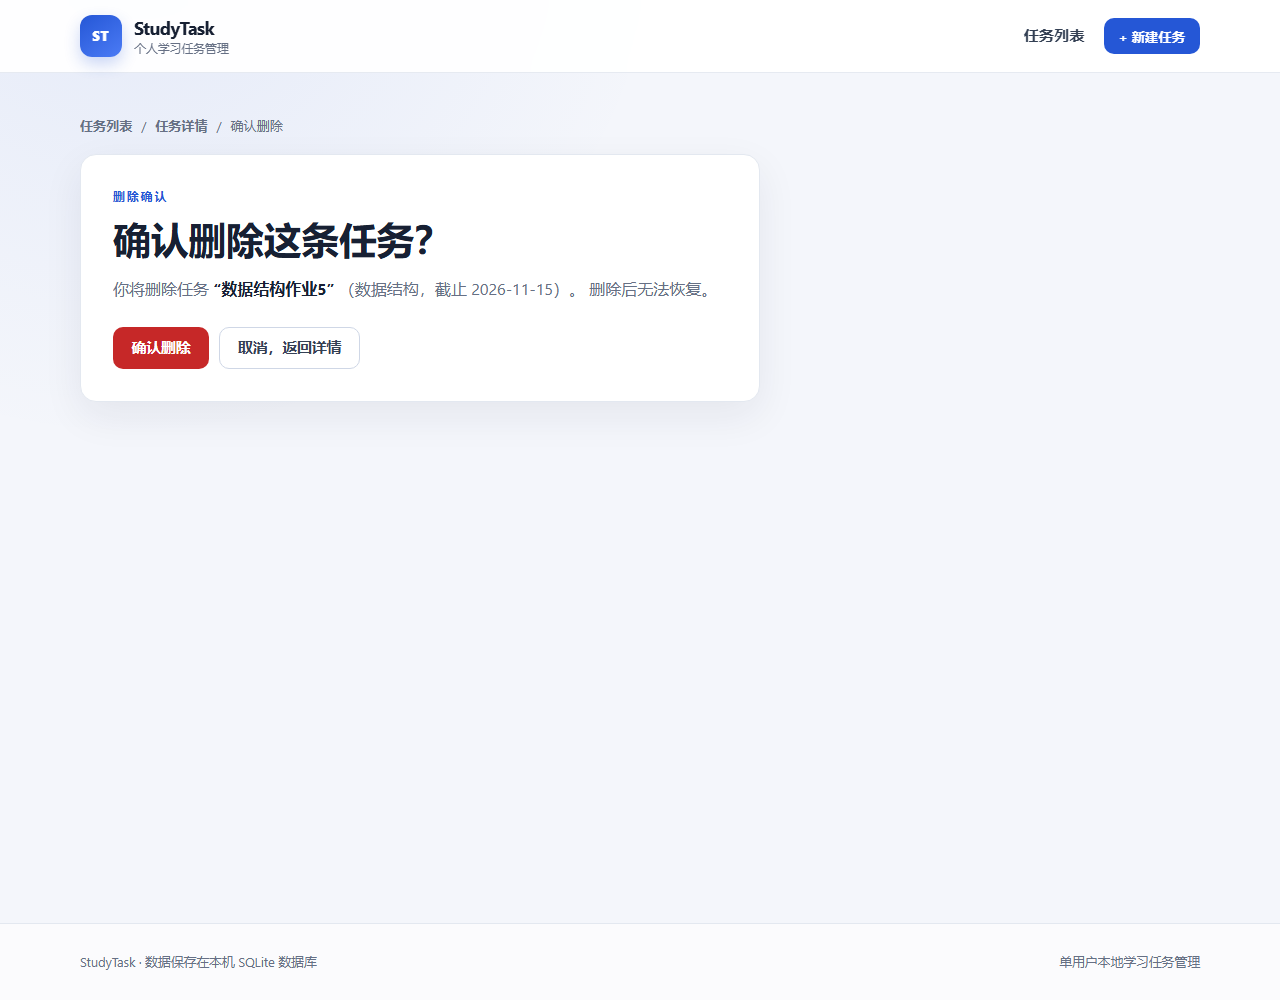 ST
StudyTask
个人学习任务管理
任务列表
+ 新建任务
任务列表 / 任务详情 / 确认删除
删除确认
确认删除这条任务？
你将删除任务 “数据结构作业5” （数据结构，截止 2026-11-15）。 删除后无法恢复。
确认删除
取消，返回详情
StudyTask · 数据保存在本机 SQLite 数据库
单用户本地学习任务管理